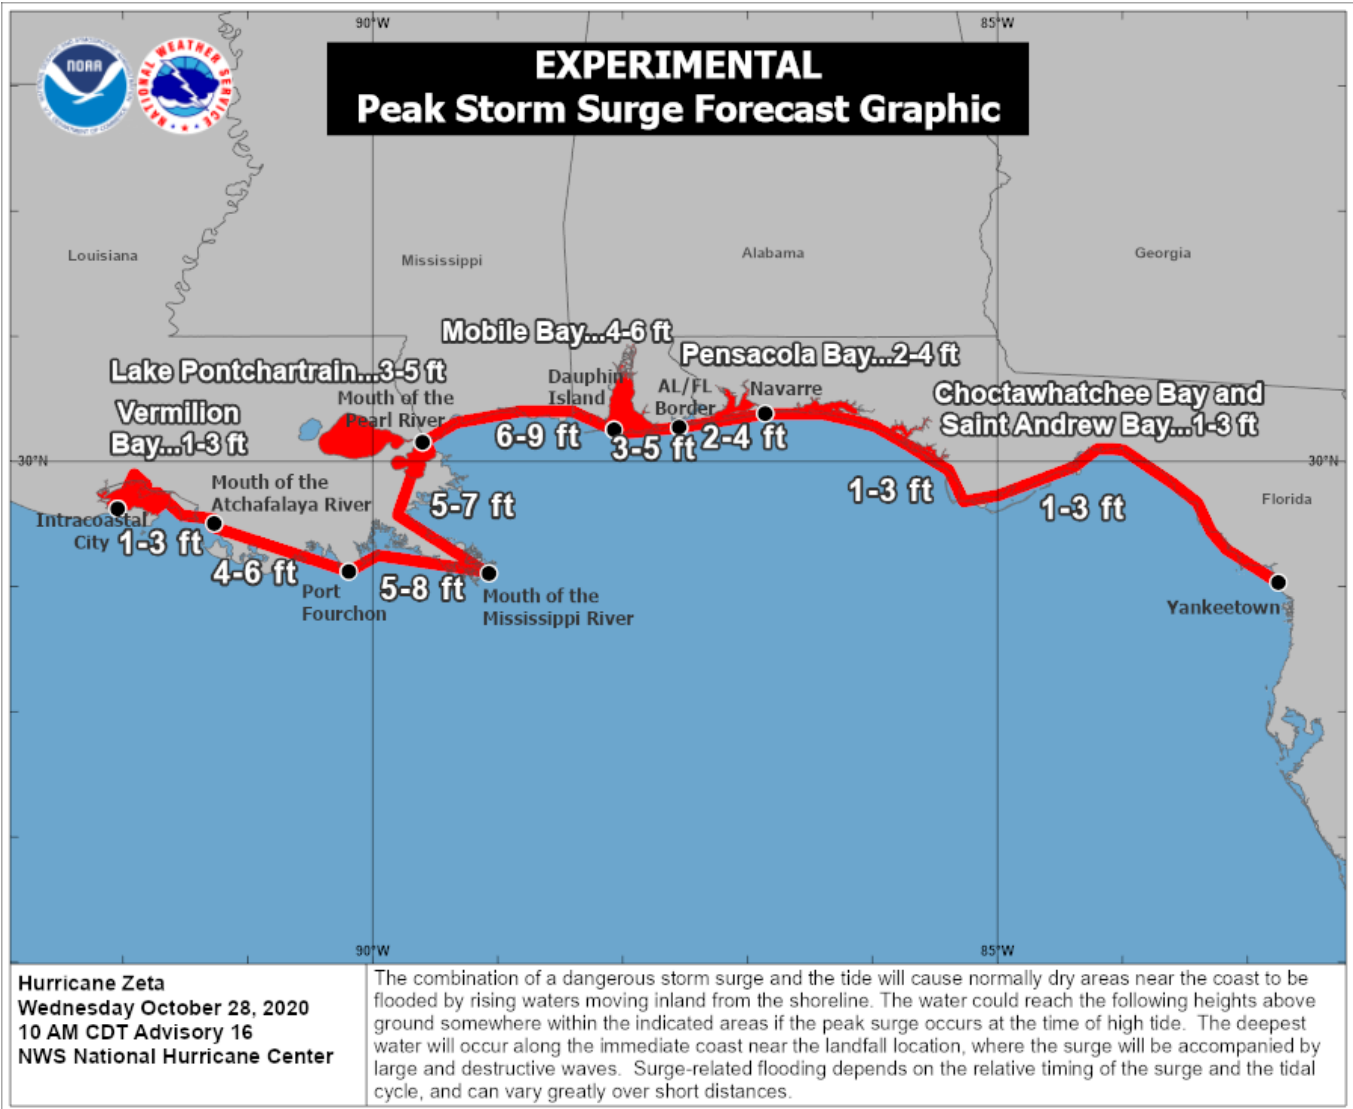 90°W
85°W
NOAA
NATIONAL WEATHER SERVICE
EXPERIMENTAL
Peak Storm Surge Forecast Graphic
Louisiana
Mississippi
Alabama
Georgia
Mobile Bay...4-6 ft
Pensacola Bay...2-4 ft
Lake Pontchartrain...3-5 ft
Dauphin
Island
AL/FL
Border
Navarre
Choctawhatchee Bay and
Saint Andrew Bay...1-3 ft
Mouth of the
Pearl River
Vermilion
Bay...1-3 ft
6-9 ft
3-5 ft
2-4 ft
30°N
30°N
Mouth of the
Atchafalaya River
5-7 ft
1-3 ft
1-3 ft
Florida
Intracoastal
City
1-3 ft
4-6 ft
5-8 ft
Port
Fourchon
Mouth of the
Mississippi River
Yankeetown
90°W
85°W
Hurricane Zeta
Wednesday October 28, 2020
10 AM CDT Advisory 16
NWS National Hurricane Center
The combination of a dangerous storm surge and the tide will cause normally dry areas near the coast to be
flooded by rising waters moving inland from the shoreline. The water could reach the following heights above
ground somewhere within the indicated areas if the peak surge occurs at the time of high tide.  The deepest
water will occur along the immediate coast near the landfall location, where the surge will be accompanied by
large and destructive waves.  Surge-related flooding depends on the relative timing of the surge and the tidal
cycle, and can vary greatly over short distances.